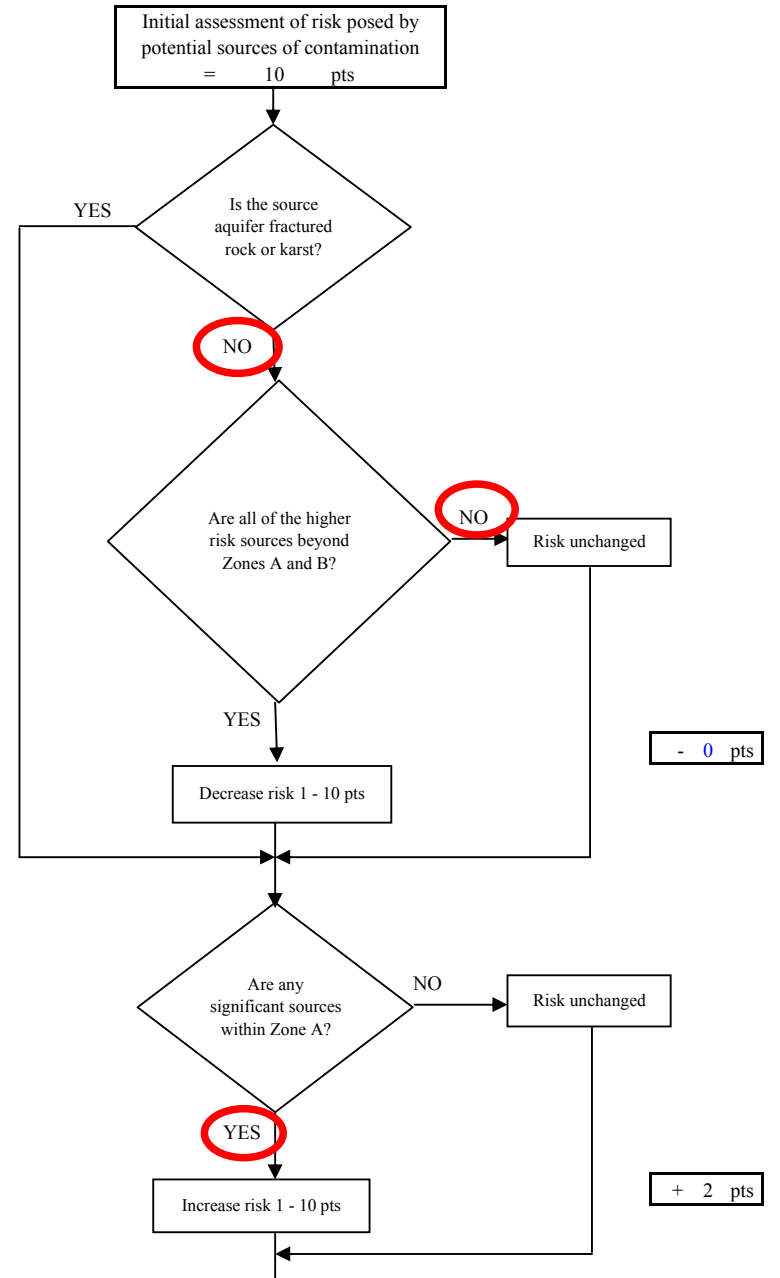 Initial assessment of risk posed by
potential sources of contamination
= 10 pts
YES
Is the source
aquifer fractured
rock or karst?
NO
Are all of the higher
risk sources beyond
Zones A and B?
NO
Risk unchanged
YES
- 0 pts
Decrease risk 1 - 10 pts
Are any
significant sources
within Zone A?
NO
Risk unchanged
YES
+ 2 pts
Increase risk 1 - 10 pts